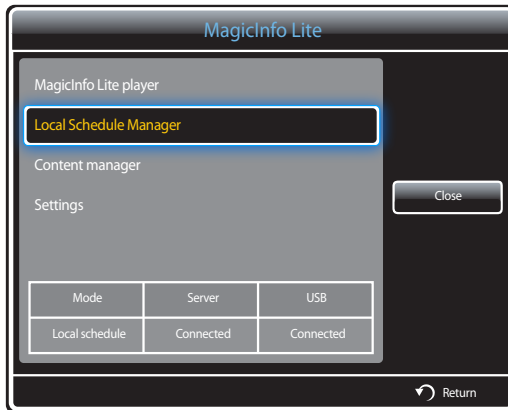 MagicInfo Lite
MagicInfo Lite player
Local Schedule Manager
Content manager
Settings
Close
Mode Server USB
Local schedule Connected Connected
Return